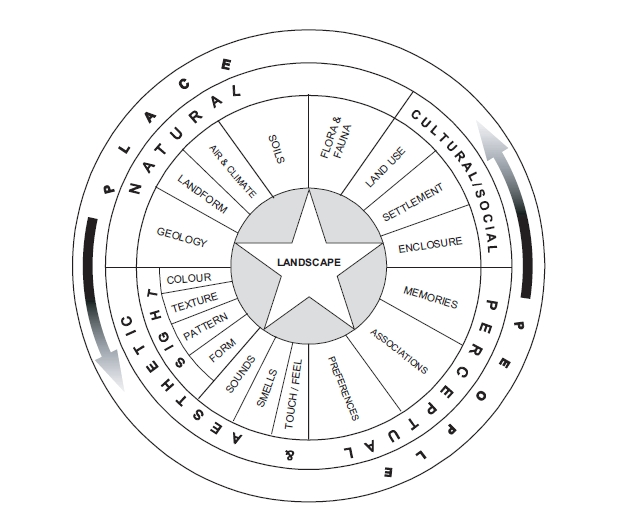 PLACE
NATURAL
CULTURAL/SOCIAL
AIR & CLIMATE
SOILS
FLORA &
FAUNA
LAND USE
SETTLEMENT
ENCLOSURE
LANDFORM
GEOLOGY
LANDSCAPE
COLOUR
TEXTURE
PATTERN
FORM
SIGHT
SOUNDS
SMELLS
TOUCH / FEEL
PREFERENCES
ASSOCIATIONS
MEMORIES
AESTHETIC & PERCEPTUAL
PEOPLE